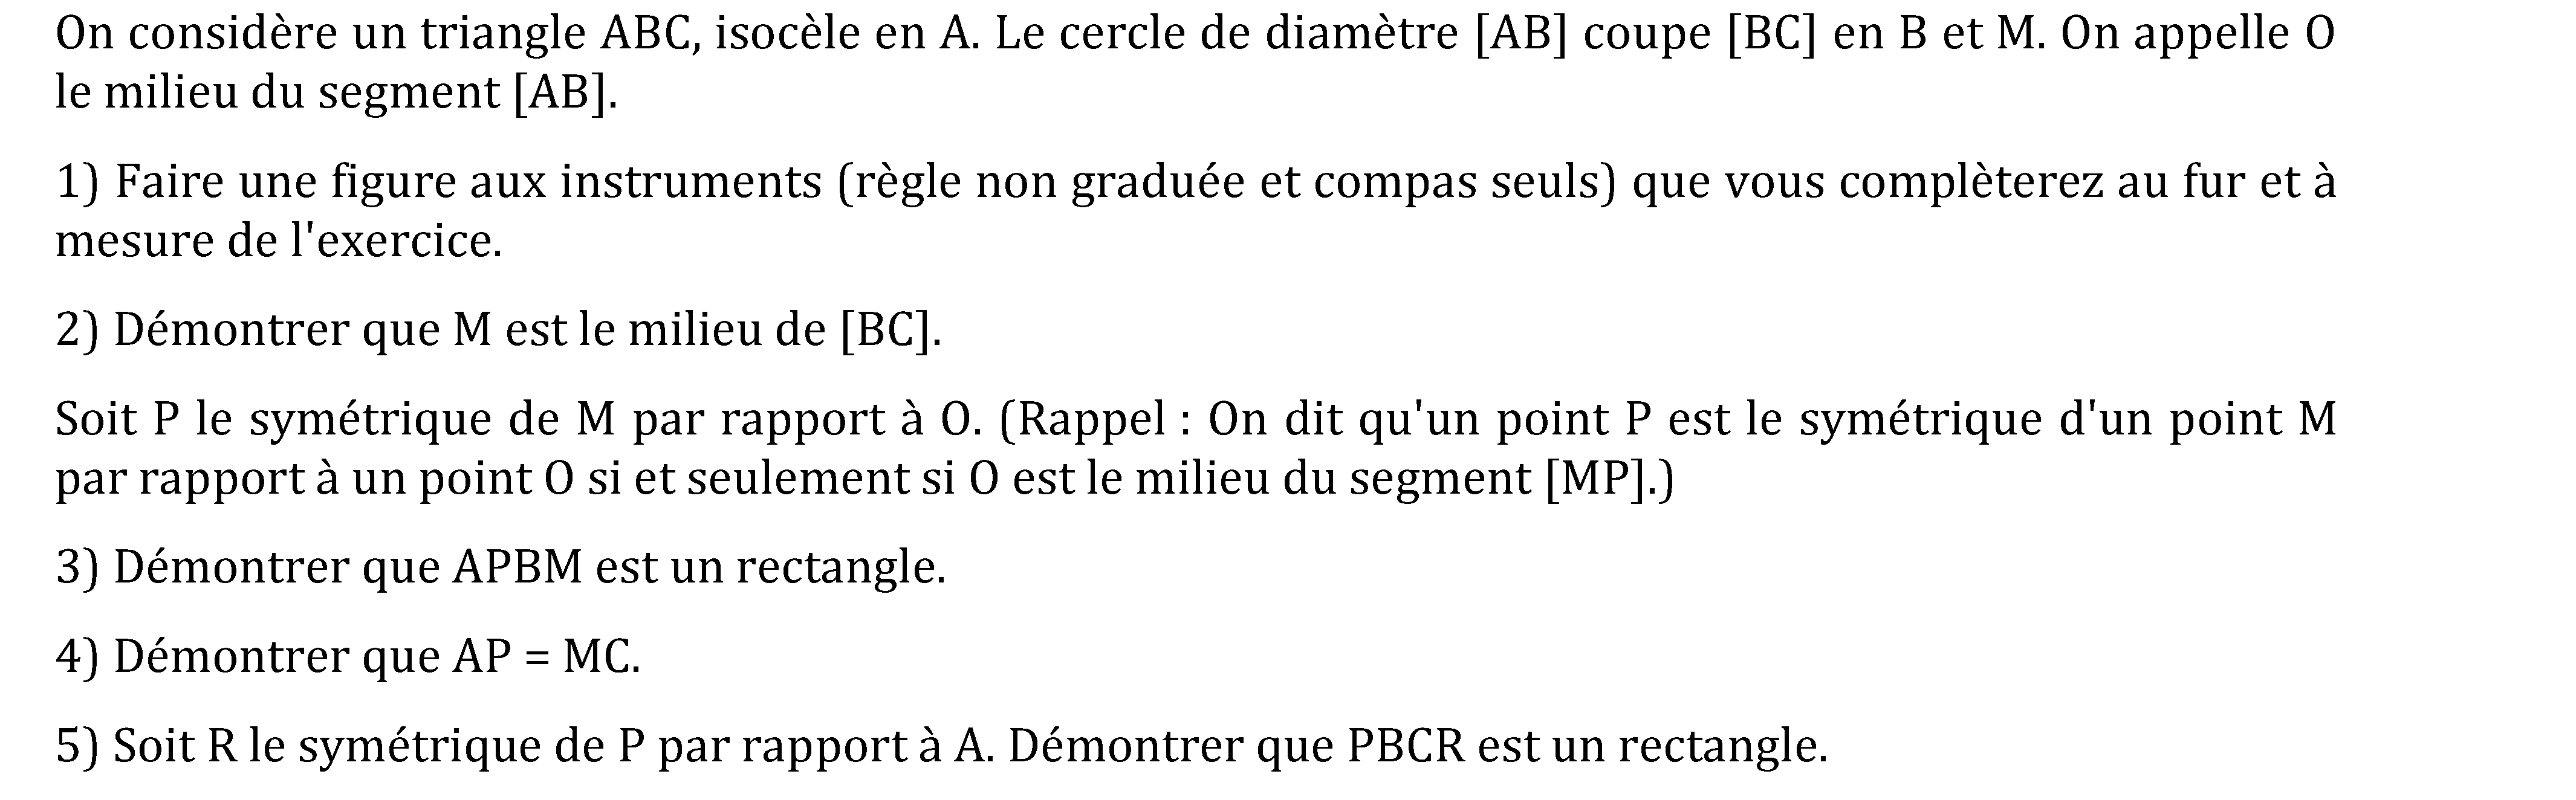 On considère un triangle ABC, isocèle en A. Le cercle de diamètre [AB] coupe [BC] en B et M. On appelle O
le milieu du segment [AB].
1) Faire une figure aux instruments (règle non graduée et compas seuls) que vous complèterez au fur et à
mesure de l'exercice.
2) Démontrer que M est le milieu de [BC].
Soit P le symétrique de M par rapport à O. (Rappel : On dit qu'un point P est le symétrique d'un point M
par rapport à un point O si et seulement si O est le milieu du segment [MP].)
3) Démontrer que APBM est un rectangle.
4) Démontrer que AP = MC.
5) Soit R le symétrique de P par rapport à A. Démontrer que PBCR est un rectangle.